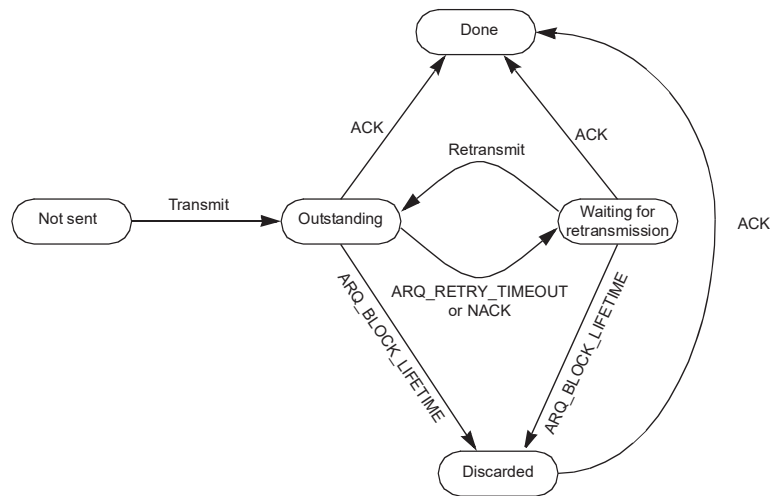 Done
ACK
ACK
Retransmit
Transmit
Not sent
Outstanding
Waiting for
retransmission
ACK
ARQ_RETRY_TIMEOUT
or NACK
ARQ_BLOCK_LIFETIME
ARQ_BLOCK_LIFETIME
Discarded